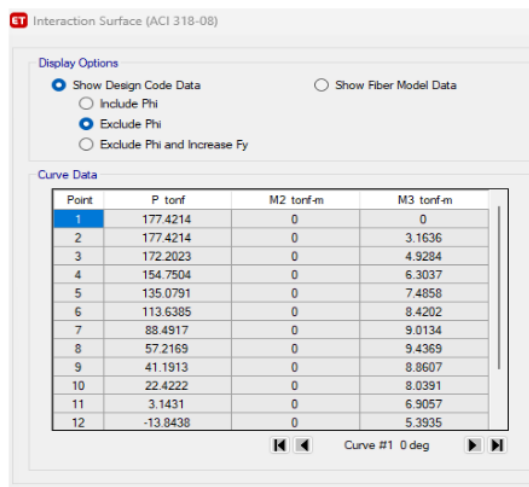 ET Interaction Surface (ACI 318-08)
Display Options
Show Design Code Data Show Fiber Model Data
Include Phi
Exclude Phi
Exclude Phi and Increase Fy
Curve Data
Point P tonf M2 tonf-m M3 tonf-m
1 177.4214 0 0
2 177.4214 0 3.1636
3 172.2023 0 4.9284
4 154.7504 0 6.3037
5 135.0791 0 7.4858
6 113.6385 0 8.4202
7 88.4917 0 9.0134
8 57.2169 0 9.4369
9 41.1913 0 8.8607
10 22.4222 0 8.0391
11 3.1431 0 6.9057
12 -13.8438 0 5.3935
Curve #1 0 deg